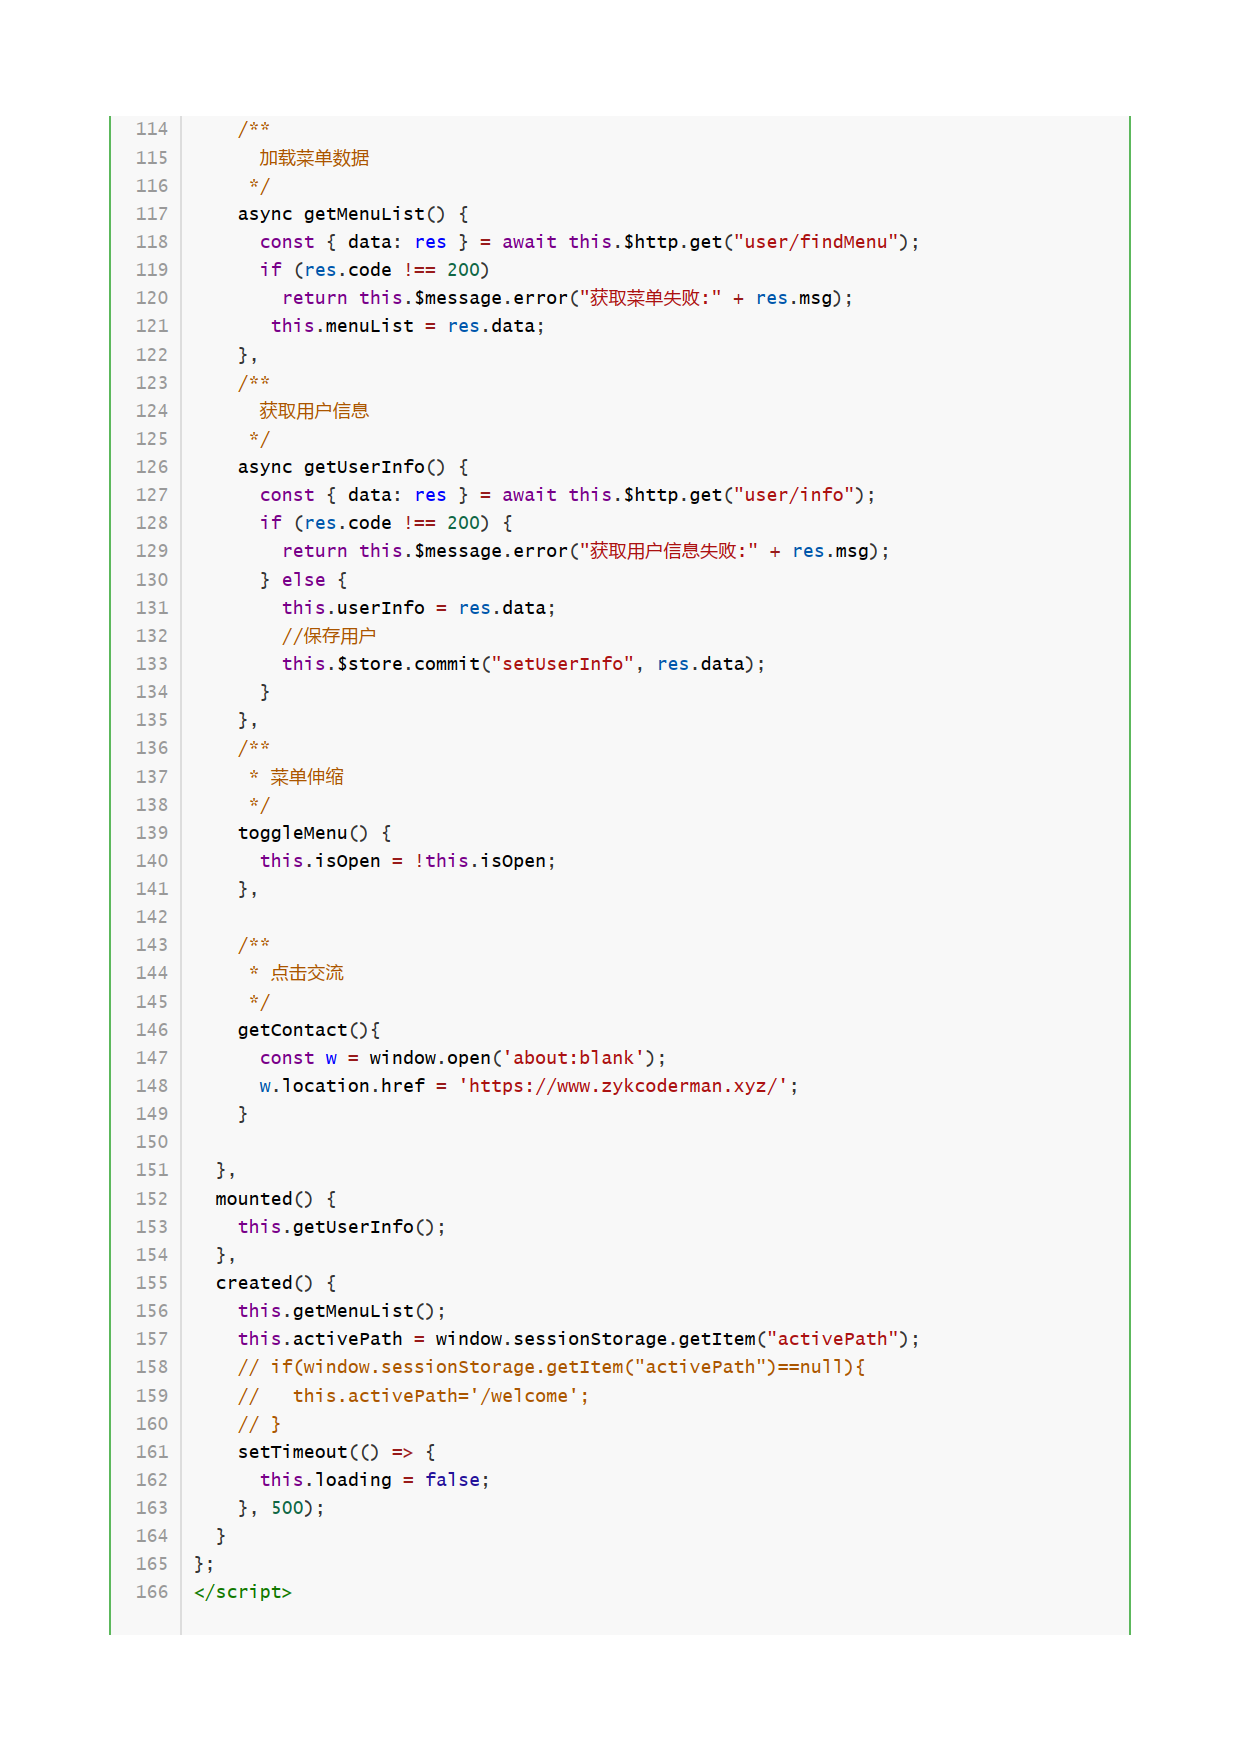 114     /**
115       加载菜单数据
116      */
117     async getMenuList() {
118       const { data: res } = await this.$http.get("user/findMenu");
119       if (res.code !== 200)
120         return this.$message.error("获取菜单失败:" + res.msg);
121        this.menuList = res.data;
122     },
123     /**
124       获取用户信息
125      */
126     async getUserInfo() {
127       const { data: res } = await this.$http.get("user/info");
128       if (res.code !== 200) {
129         return this.$message.error("获取用户信息失败:" + res.msg);
130       } else {
131         this.userInfo = res.data;
132         //保存用户
133         this.$store.commit("setUserInfo", res.data);
134       }
135     },
136     /**
137      * 菜单伸缩
138      */
139     toggleMenu() {
140       this.isOpen = !this.isOpen;
141     },
142
143     /**
144      * 点击交流
145      */
146     getContact(){
147       const w = window.open('about:blank');
148       w.location.href = 'https://www.zykcoderman.xyz/';
149     }
150
151   },
152   mounted() {
153     this.getUserInfo();
154   },
155   created() {
156     this.getMenuList();
157     this.activePath = window.sessionStorage.getItem("activePath");
158     // if(window.sessionStorage.getItem("activePath")==null){
159     //   this.activePath='/welcome';
160     // }
161     setTimeout(() => {
162       this.loading = false;
163     }, 500);
164   }
165 };
166 </script>